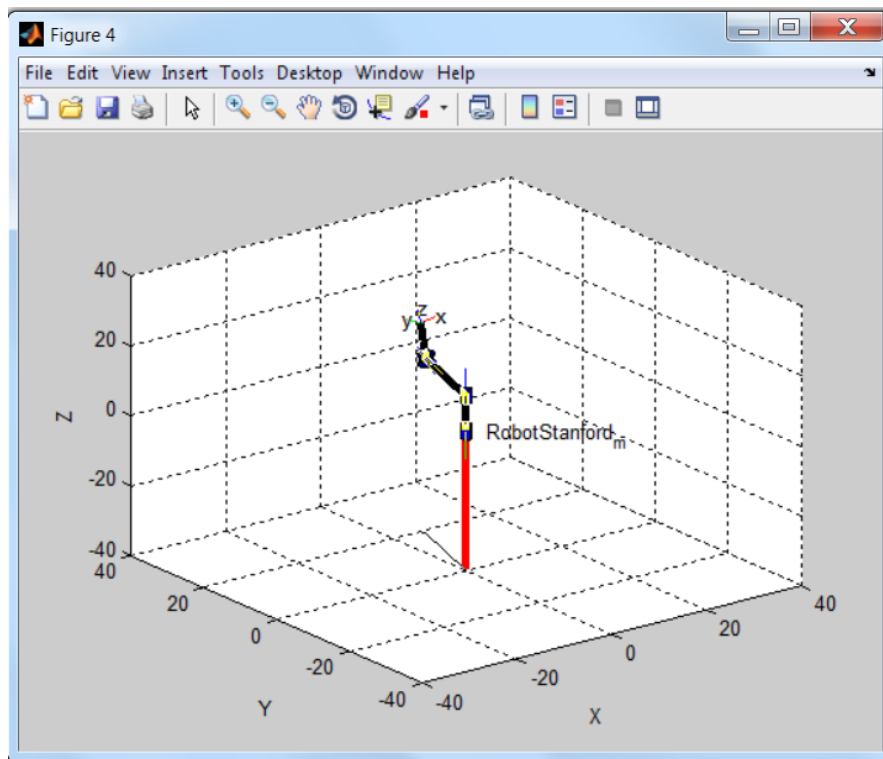 Figure 4
File Edit View Insert Tools Desktop Window Help
40
20
0
-20
-40
Z
z
y x
RobotStanford_m
40
20
0
-20
-40
Y
-40
-20
0
20
40
X